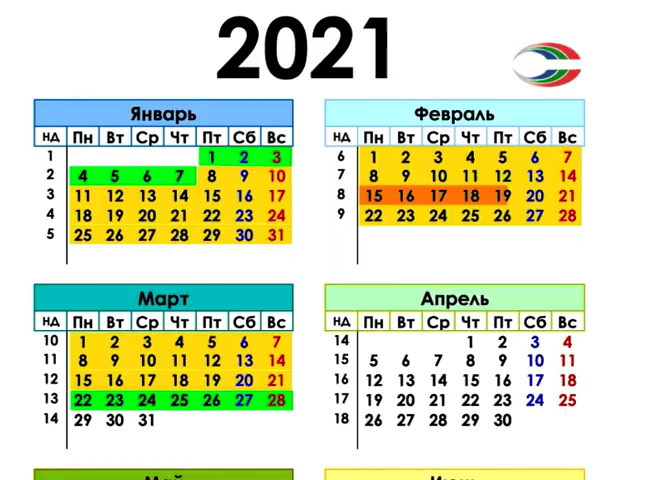 2021
Январь
нд Пн Вт Ср Чт Пт Сб Вс
1 1 2 3
2 4 5 6 7 8 9 10
3 11 12 13 14 15 16 17
4 18 19 20 21 22 23 24
5 25 26 27 28 29 30 31
Февраль
нд Пн Вт Ср Чт Пт Сб Вс
6 1 2 3 4 5 6 7
7 8 9 10 11 12 13 14
8 15 16 17 18 19 20 21
9 22 23 24 25 26 27 28
Март
нд Пн Вт Ср Чт Пт Сб Вс
10 1 2 3 4 5 6 7
11 8 9 10 11 12 13 14
12 15 16 17 18 19 20 21
13 22 23 24 25 26 27 28
14 29 30 31
Апрель
нд Пн Вт Ср Чт Пт Сб Вс
14 1 2 3 4
15 5 6 7 8 9 10 11
16 12 13 14 15 16 17 18
17 19 20 21 22 23 24 25
18 26 27 28 29 30